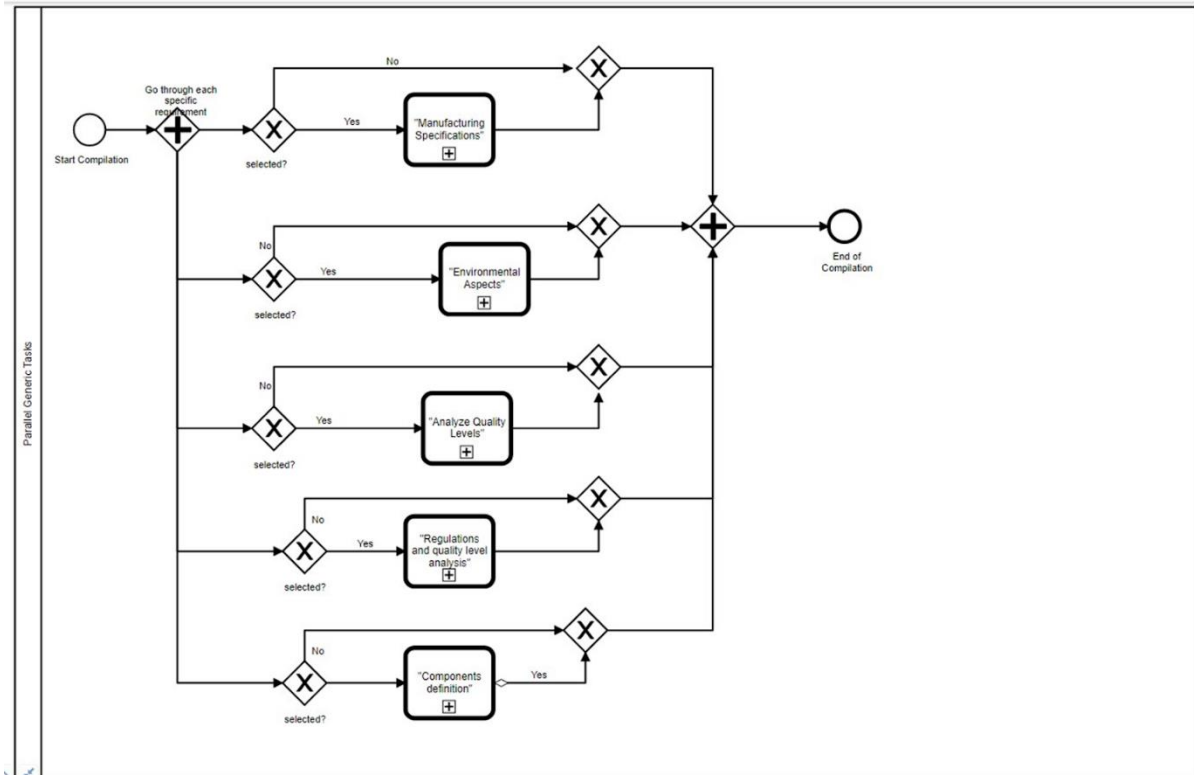 Parallel Generic Tasks
No
Go through each
specific
requirement
"Manufacturing
Specifications"
Yes
Start Compilation
selected?
No
Yes
"Environmental
Aspects"
End of
Compilation
selected?
No
Yes
"Analyze Quality
Levels"
selected?
No
Yes
"Regulations
and quality level
analysis"
selected?
No
"Components
definition"
Yes
selected?